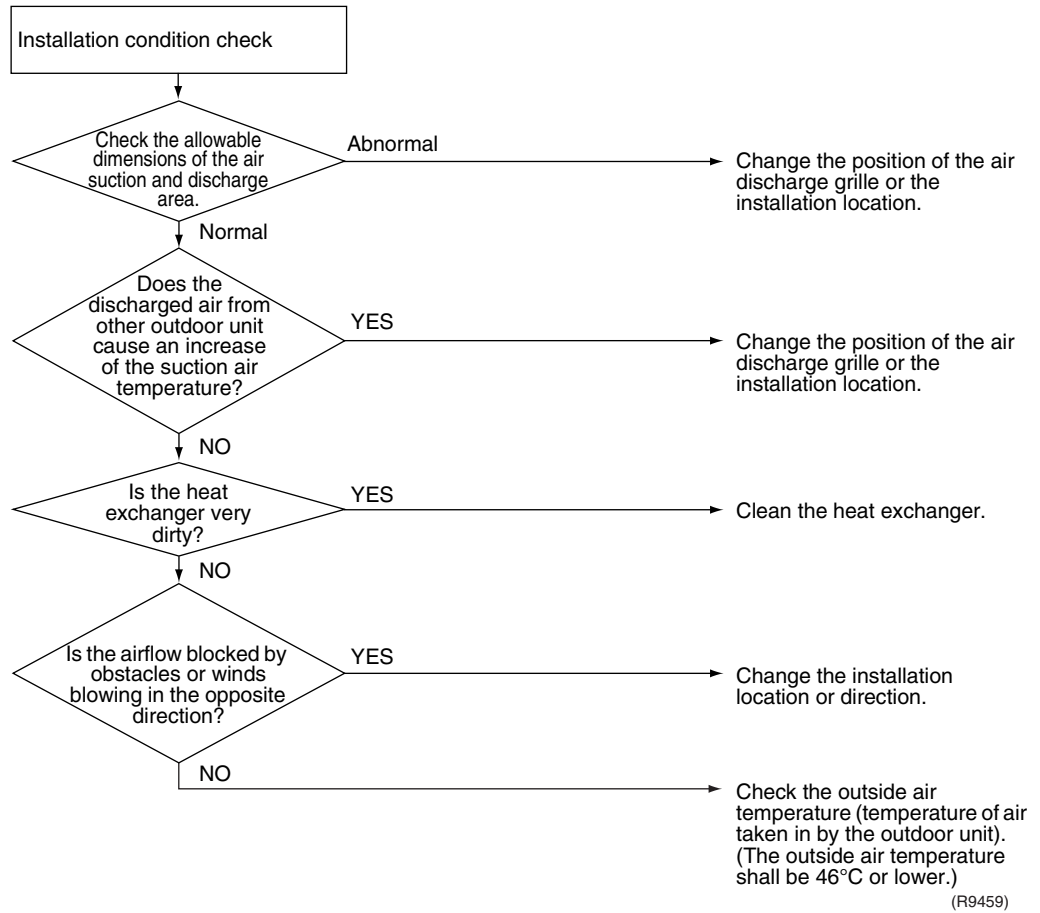 Installation condition check
Check the allowable
dimensions of the air
suction and discharge
area.
Abnormal
Change the position of the air
discharge grille or the
installation location.
Normal
Does the
discharged air from
other outdoor unit
cause an increase
of the suction air
temperature?
YES
Change the position of the air
discharge grille or the
installation location.
NO
Is the heat
exchanger very
dirty?
YES
Clean the heat exchanger.
NO
Is the airflow blocked by
obstacles or winds
blowing in the opposite
direction?
YES
Change the installation
location or direction.
NO
Check the outside air
temperature (temperature of air
taken in by the outdoor unit).
(The outside air temperature
shall be 46°C or lower.)
(R9459)